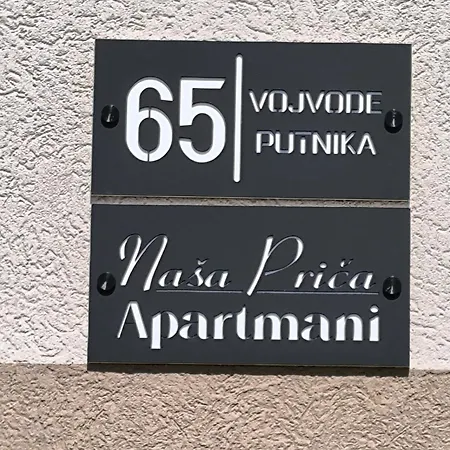 65 VOJVODE
PUTNIKA
Naša Priča
Apartmani